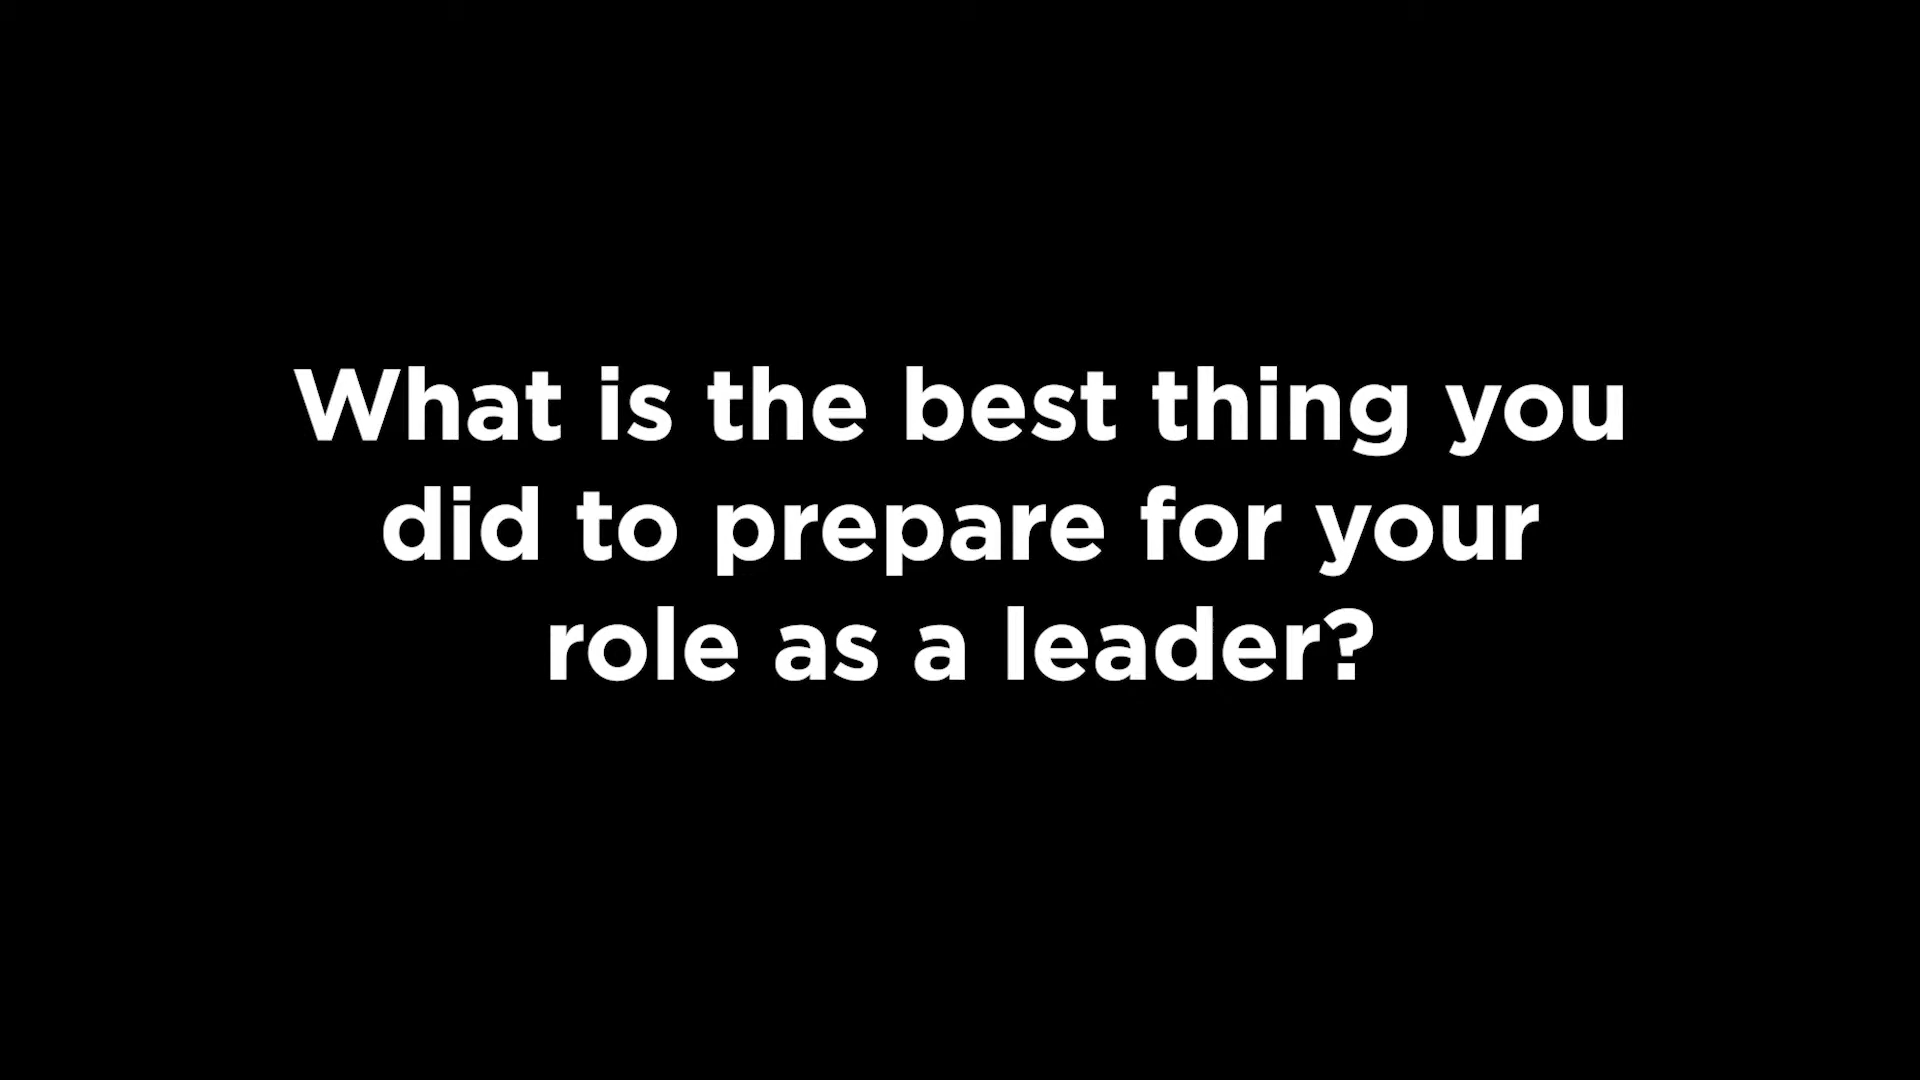 What is the best thing you
did to prepare for your
role as a leader?